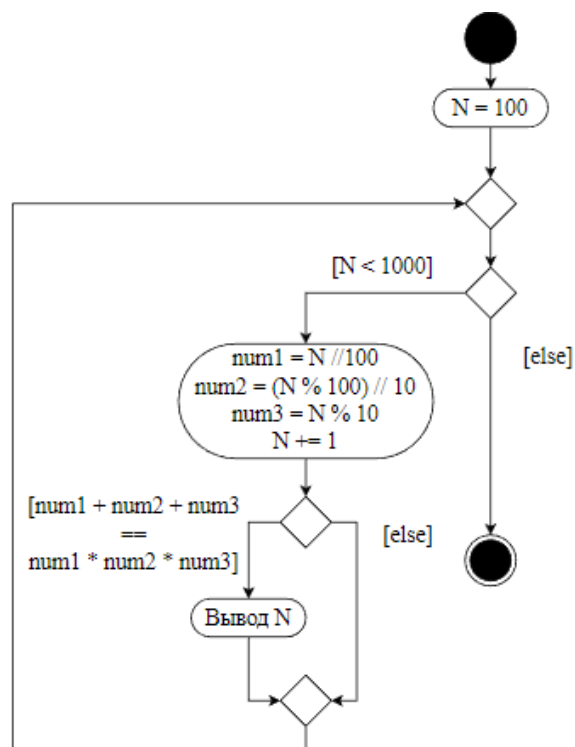 N = 100
[N < 1000]
[else]
num1 = N //100
num2 = (N % 100) // 10
num3 = N % 10
N += 1
[num1 + num2 + num3
==
num1 * num2 * num3]
[else]
Вывод N